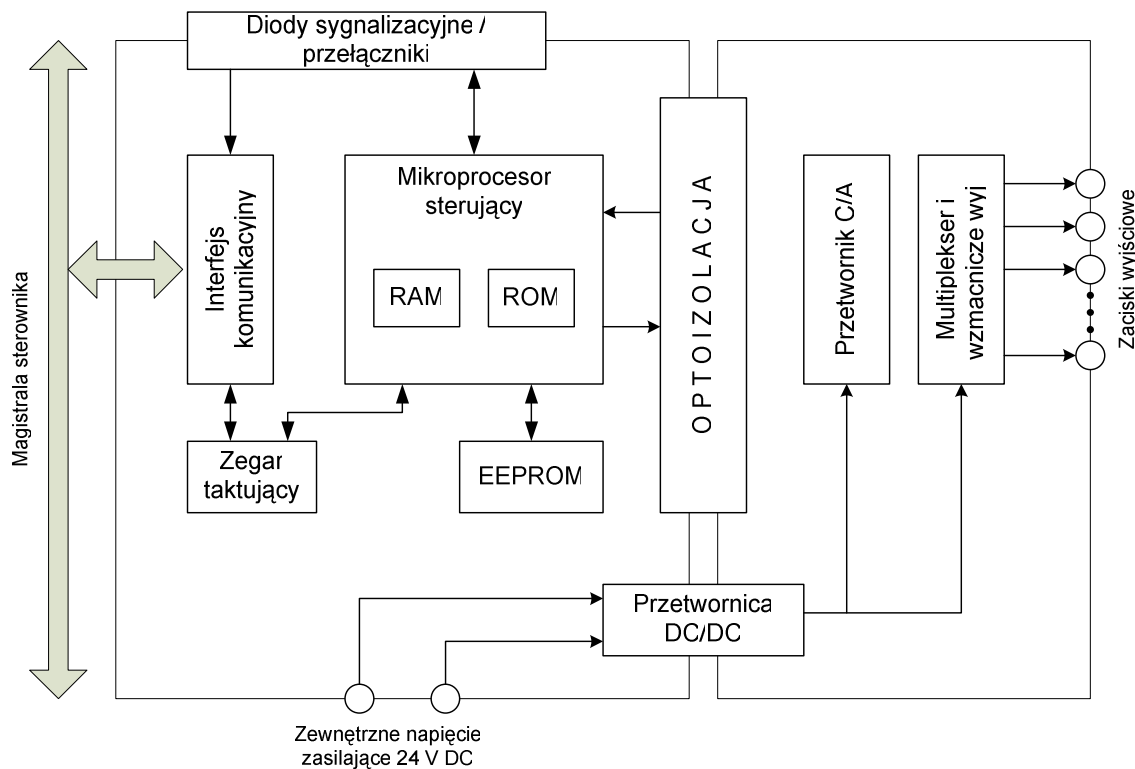 Diody sygnalizacyjne /
przełączniki
Magistrala sterownika
Interfejs
komunikacyjny
Mikroprocesor
sterujący
RAM
ROM
Zegar
taktujący
EEPROM
OPTOIZOLACJA
Przetwornik C/A
Multiplekser i
wzmacnicze wyj
Zaciski wyjściowe
Przetwornica
DC/DC
Zewnętrzne napięcie
zasilające 24 V DC